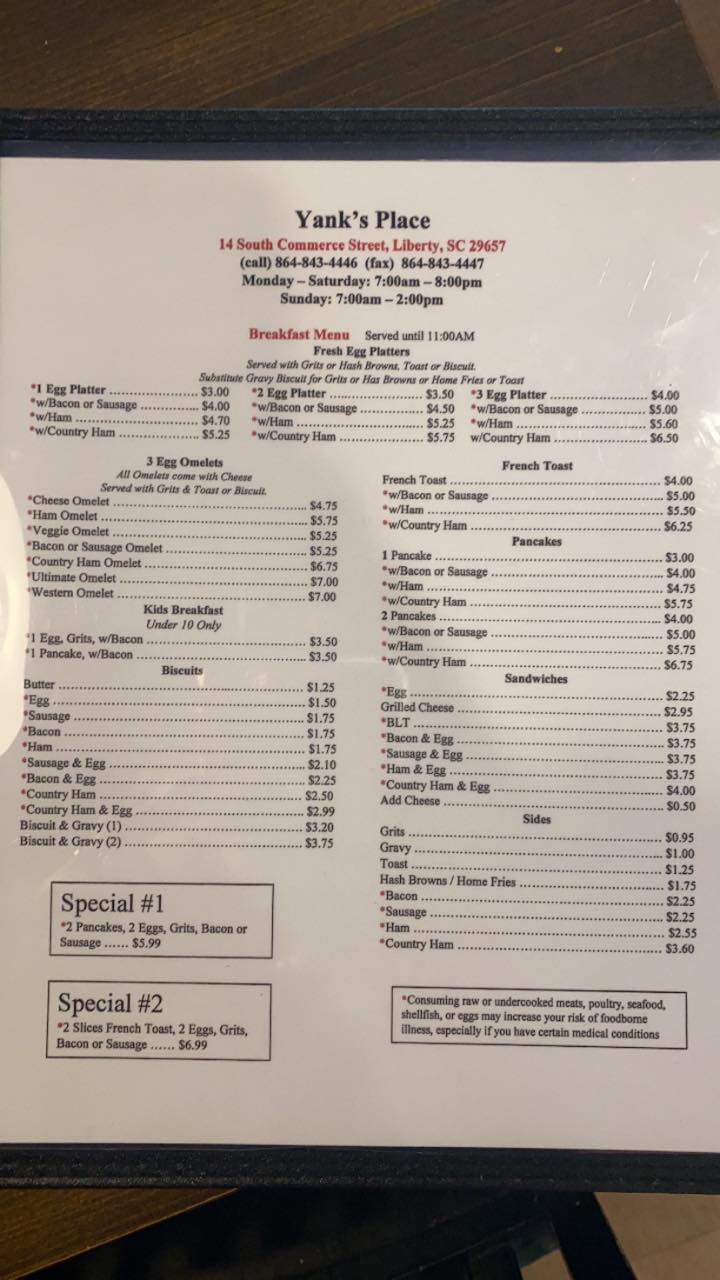 Yank's Place
14 South Commerce Street, Liberty, SC 29657
(call) 864-843-4446 (fax) 864-843-4447
Monday – Saturday: 7:00am – 8:00pm
Sunday: 7:00am – 2:00pm
Breakfast Menu Served until 11:00AM
Fresh Egg Platters
Served with Grits or Hash Browns, Toast or Biscuit.
Substitute Gravy Biscuit for Grits or Has Browns or Home Fries or Toast
*1 Egg Platter ........................ $3.00
*w/Bacon or Sausage ................ $4.00
*w/Ham ................................ $4.70
*w/Country Ham ..................... $5.25
*2 Egg Platter ........................ $3.50
*w/Bacon or Sausage ................ $4.50
*w/Ham ................................ $5.25
*w/Country Ham ..................... $5.75
*3 Egg Platter ........................ $4.00
*w/Bacon or Sausage ................ $5.00
*w/Ham ................................ $5.60
w/Country Ham ..................... $6.50
3 Egg Omelets
All Omelets come with Cheese
Served with Grits & Toast or Biscuit.
*Cheese Omelet ........................ $4.75
*Ham Omelet ........................ $5.75
*Veggie Omelet ........................ $5.25
*Bacon or Sausage Omelet ........................ $5.25
*Country Ham Omelet ........................ $6.75
*Ultimate Omelet ........................ $7.00
*Western Omelet ........................ $7.00
Kids Breakfast
Under 10 Only
*1 Egg, Grits, w/Bacon ........................ $3.50
*1 Pancake, w/Bacon ........................ $3.50
Biscuits
Butter ........................ $1.25
*Egg ........................ $1.50
*Sausage ........................ $1.75
*Bacon ........................ $1.75
*Ham ........................ $1.75
*Sausage & Egg ........................ $2.10
*Bacon & Egg ........................ $2.25
*Country Ham ........................ $2.50
*Country Ham & Egg ........................ $2.99
Biscuit & Gravy (1) ........................ $3.20
Biscuit & Gravy (2) ........................ $3.75
Special #1
*2 Pancakes, 2 Eggs, Grits, Bacon or
Sausage ...... $5.99
Special #2
*2 Slices French Toast, 2 Eggs, Grits,
Bacon or Sausage ...... $6.99
French Toast
French Toast ........................ $4.00
*w/Bacon or Sausage ........................ $5.00
*w/Ham ........................ $5.50
*w/Country Ham ........................ $6.25
Pancakes
1 Pancake ........................ $3.00
*w/Bacon or Sausage ........................ $4.00
*w/Ham ........................ $4.75
*w/Country Ham ........................ $5.75
2 Pancakes ........................ $4.00
*w/Bacon or Sausage ........................ $5.00
*w/Ham ........................ $5.75
*w/Country Ham ........................ $6.75
Sandwiches
*Egg ........................ $2.25
Grilled Cheese ........................ $2.95
*BLT ........................ $3.75
*Bacon & Egg ........................ $3.75
*Sausage & Egg ........................ $3.75
*Ham & Egg ........................ $3.75
*Country Ham & Egg ........................ $4.00
Add Cheese ........................ $0.50
Sides
Grits ........................ $0.95
Gravy ........................ $1.00
Toast ........................ $1.25
Hash Browns / Home Fries ........................ $1.75
*Bacon ........................ $2.25
*Sausage ........................ $2.25
*Ham ........................ $2.55
*Country Ham ........................ $3.60
*Consuming raw or undercooked meats, poultry, seafood,
shellfish, or eggs may increase your risk of foodborne
illness, especially if you have certain medical conditions